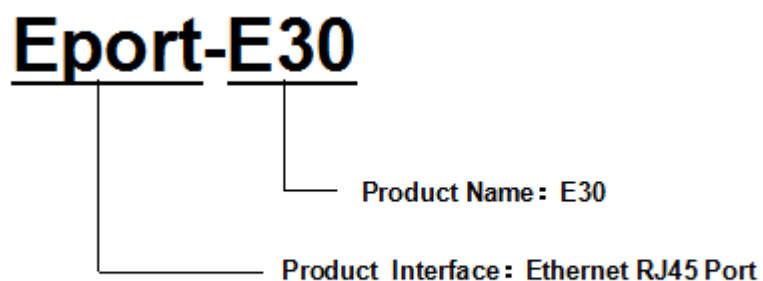 Eport-E30
Product Name：E30
Product Interface：Ethernet RJ45 Port